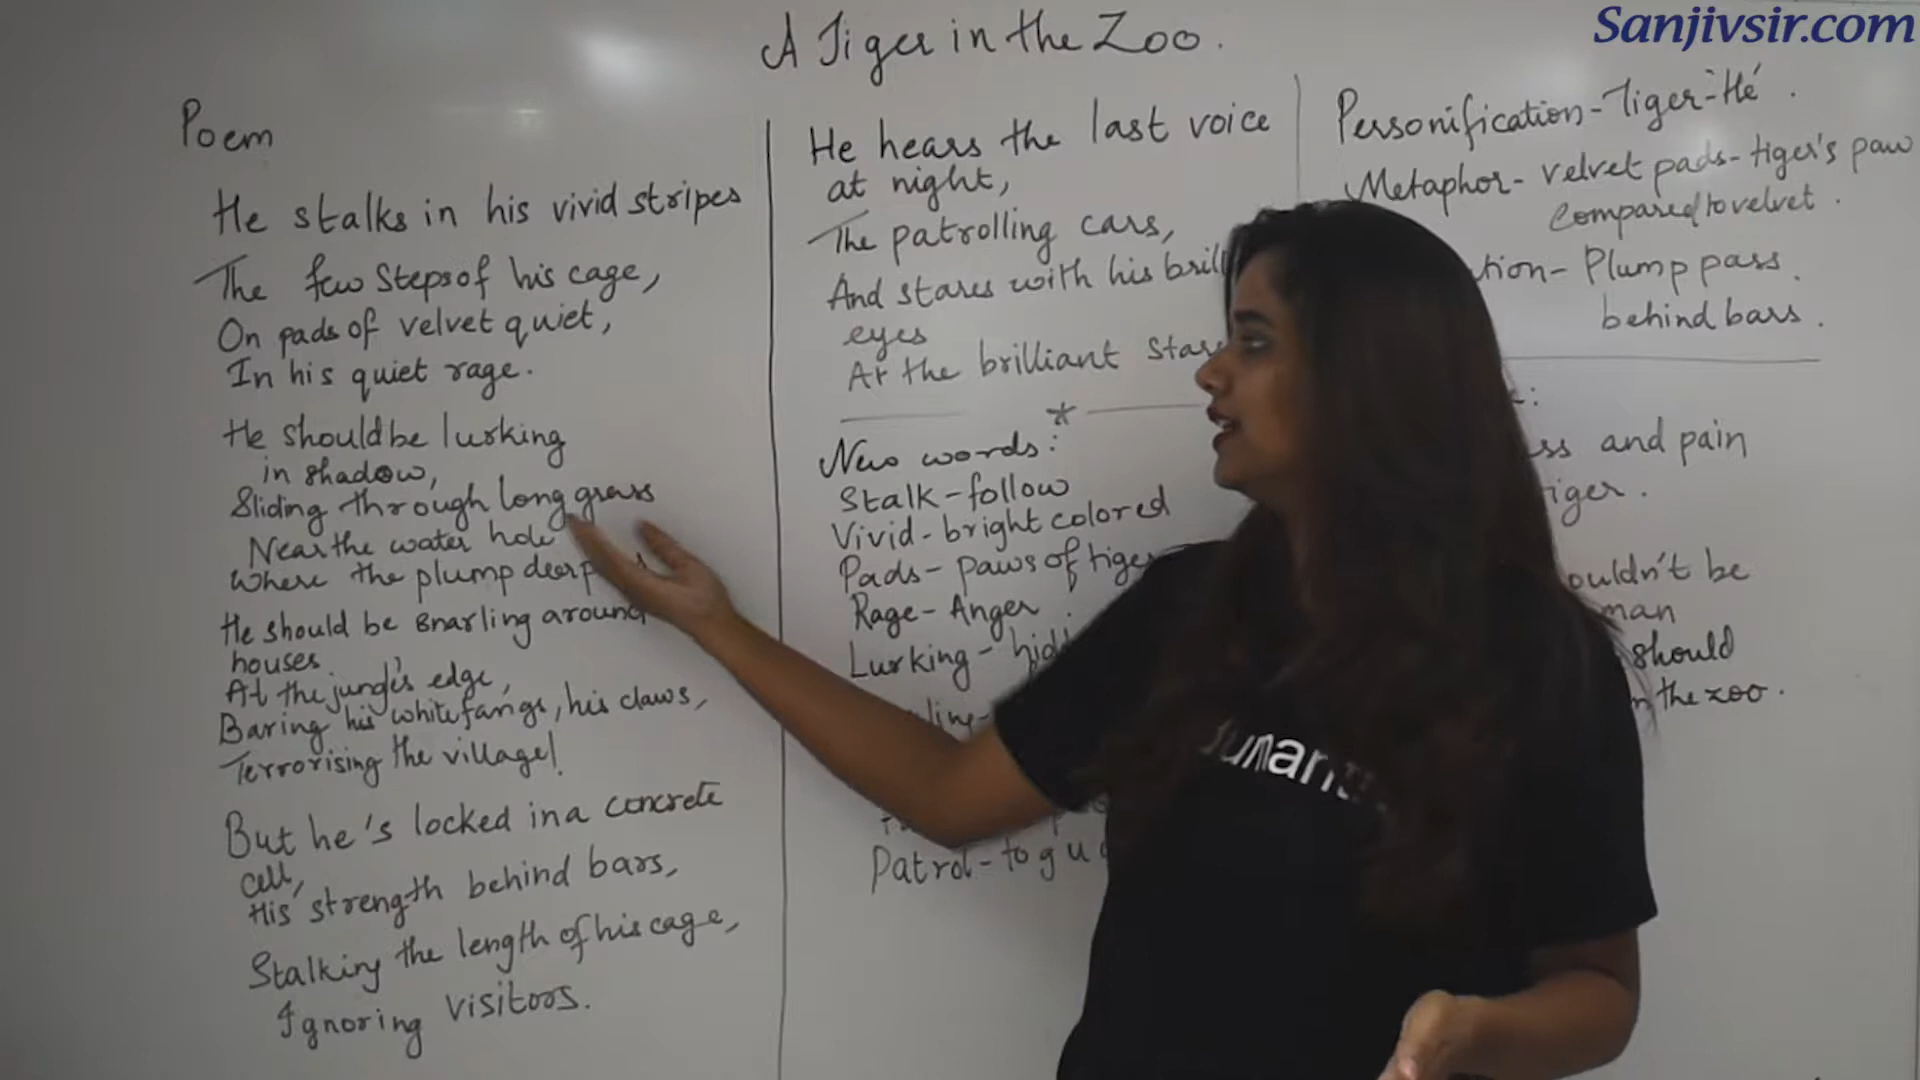 Sanjivsir.com
A Tiger in the Zoo.
Poem
He stalks in his vivid stripes
The few steps of his cage,
On pads of velvet quiet,
In his quiet rage.
He should be lurking
in shadow,
Sliding through long grass
Near the water hole
Where the plump deer
He should be snarling around
houses
At the jungle's edge,
Baring his white fangs, his claws,
Terrorising the village!
But he's locked in a concrete
cell,
His strength behind bars,
Stalking the length of his cage,
Ignoring visitors.
He hears the last voice
at night,
The patrolling cars,
And stares with his
eyes
At the brilliant
*
New words:
Stalk - follow
Vivid - bright colored
Pads - paws of
Rage - Anger
Lurking -
Patrol - to
Personification - Tiger - 'He'.
Metaphor - velvet pads - tiger's paw
compared to velvet.
Plump pass
behind bars.
and pain
be
man
should
the zoo.